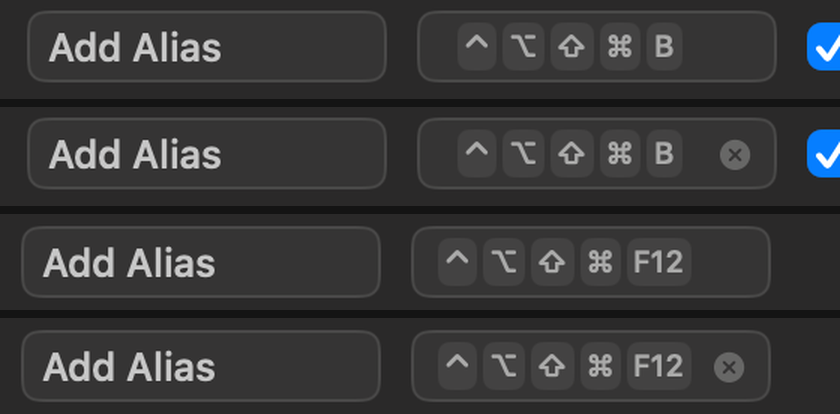 Add Alias ⌃ ⌥ ⇧ ⌘ B
Add Alias ⌃ ⌥ ⇧ ⌘ B
Add Alias ⌃ ⌥ ⇧ ⌘ F12
Add Alias ⌃ ⌥ ⇧ ⌘ F12